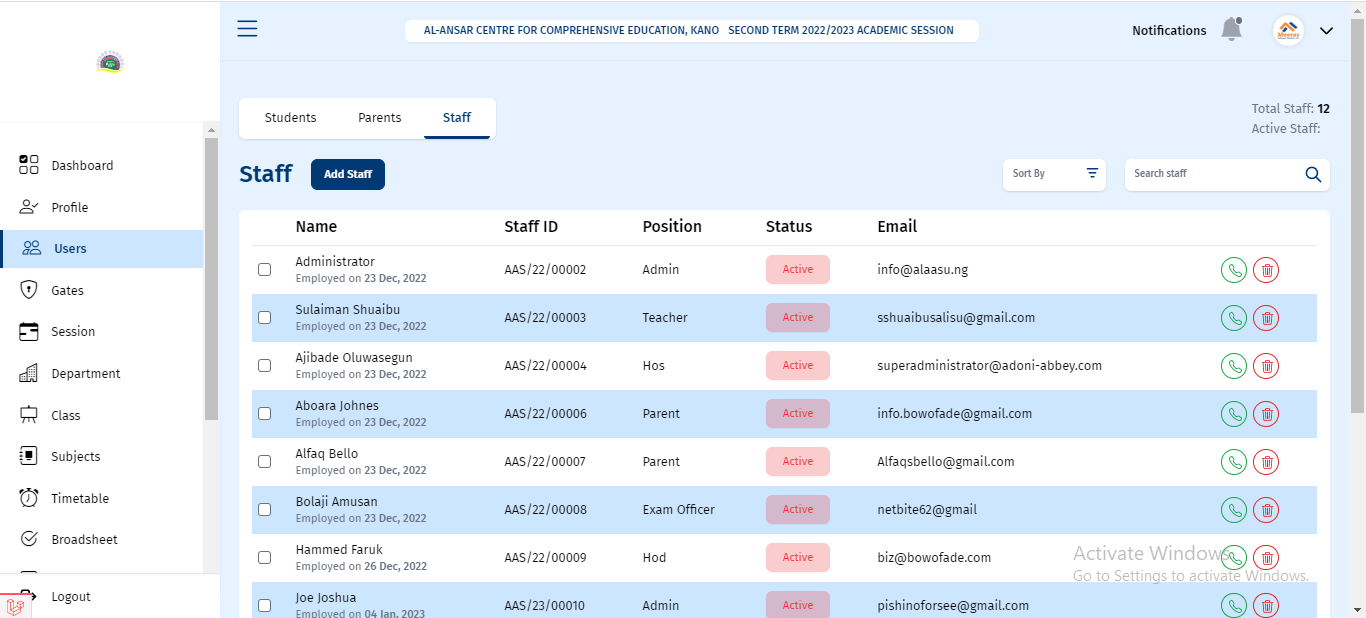 AL-ANSAR CENTRE FOR COMPREHENSIVE EDUCATION, KANO SECOND TERM 2022/2023 ACADEMIC SESSION
Notifications
Dashboard
Profile
Users
Gates
Session
Department
Class
Subjects
Timetable
Broadsheet
Logout
Students Parents Staff
Total Staff: 12
Active Staff:
Staff Add Staff Sort By Search staff
Name Staff ID Position Status Email
Administrator
Employed on 23 Dec, 2022
AAS/22/00002 Admin Active info@alaasu.ng
Sulaiman Shuaibu
Employed on 23 Dec, 2022
AAS/22/00003 Teacher Active sshuaibusalisu@gmail.com
Ajibade Oluwasegun
Employed on 23 Dec, 2022
AAS/22/00004 Hos Active superadministrator@adoni-abbey.com
Aboara Johnes
Employed on 23 Dec, 2022
AAS/22/00006 Parent Active info.bowofade@gmail.com
Alfaq Bello
Employed on 23 Dec, 2022
AAS/22/00007 Parent Active Alfaqsbello@gmail.com
Bolaji Amusan
Employed on 23 Dec, 2022
AAS/22/00008 Exam Officer Active netbite62@gmail
Hammed Faruk
Employed on 26 Dec, 2022
AAS/22/00009 Hod Active biz@bowofade.com
Joe Joshua
Employed on 04 Jan, 2023
AAS/23/00010 Admin Active pishinoforsee@gmail.com
Activate Windows
Go to Settings to activate Windows.